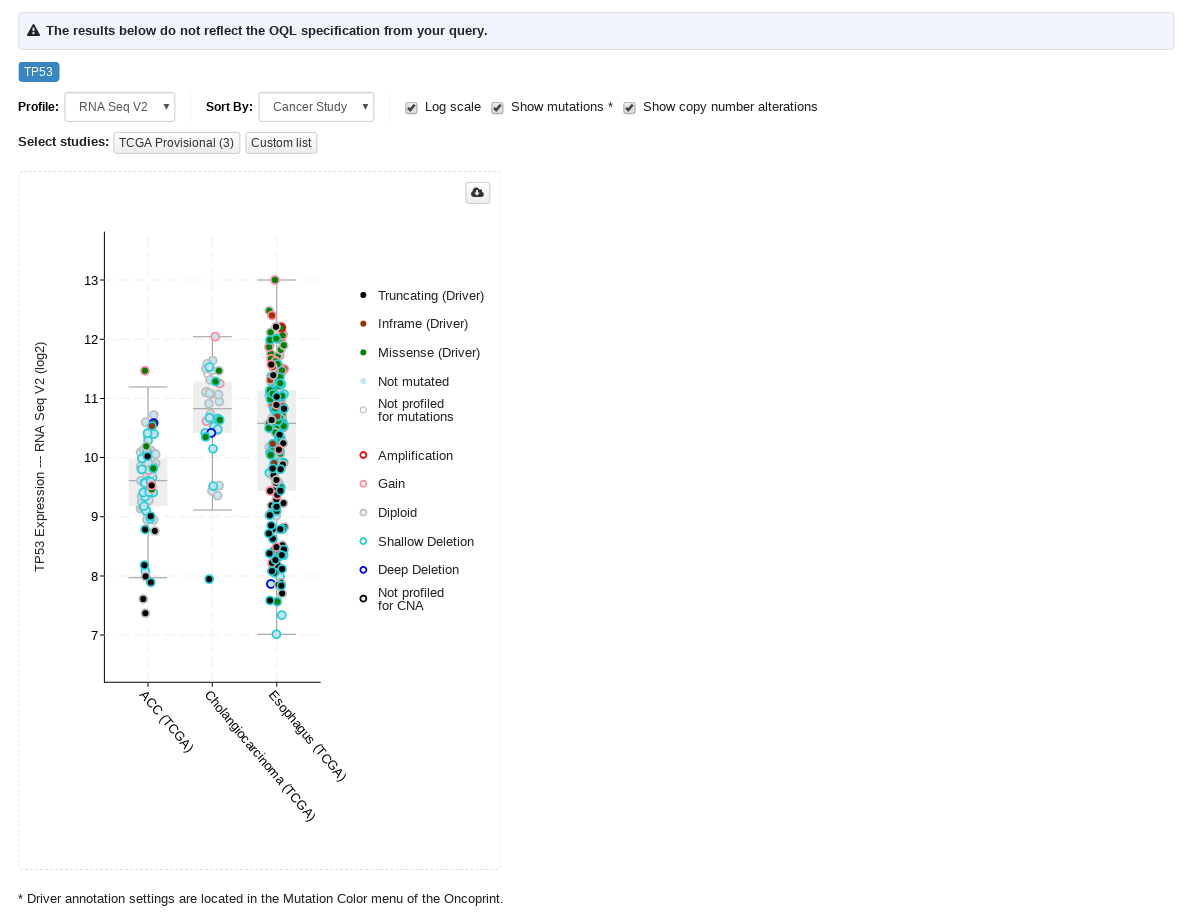 The results below do not reflect the OQL specification from your query.
TP53
Profile: RNA Seq V2 Sort By: Cancer Study Log scale Show mutations * Show copy number alterations
Select studies: TCGA Provisional (3) Custom list
TP53 Expression --- RNA Seq V2 (log2)
13
12
11
10
9
8
7
ACC (TCGA)
Cholangiocarcinoma (TCGA)
Esophagus (TCGA)
Truncating (Driver)
Inframe (Driver)
Missense (Driver)
Not mutated
Not profiled
for mutations
Amplification
Gain
Diploid
Shallow Deletion
Deep Deletion
Not profiled
for CNA
* Driver annotation settings are located in the Mutation Color menu of the Oncoprint.